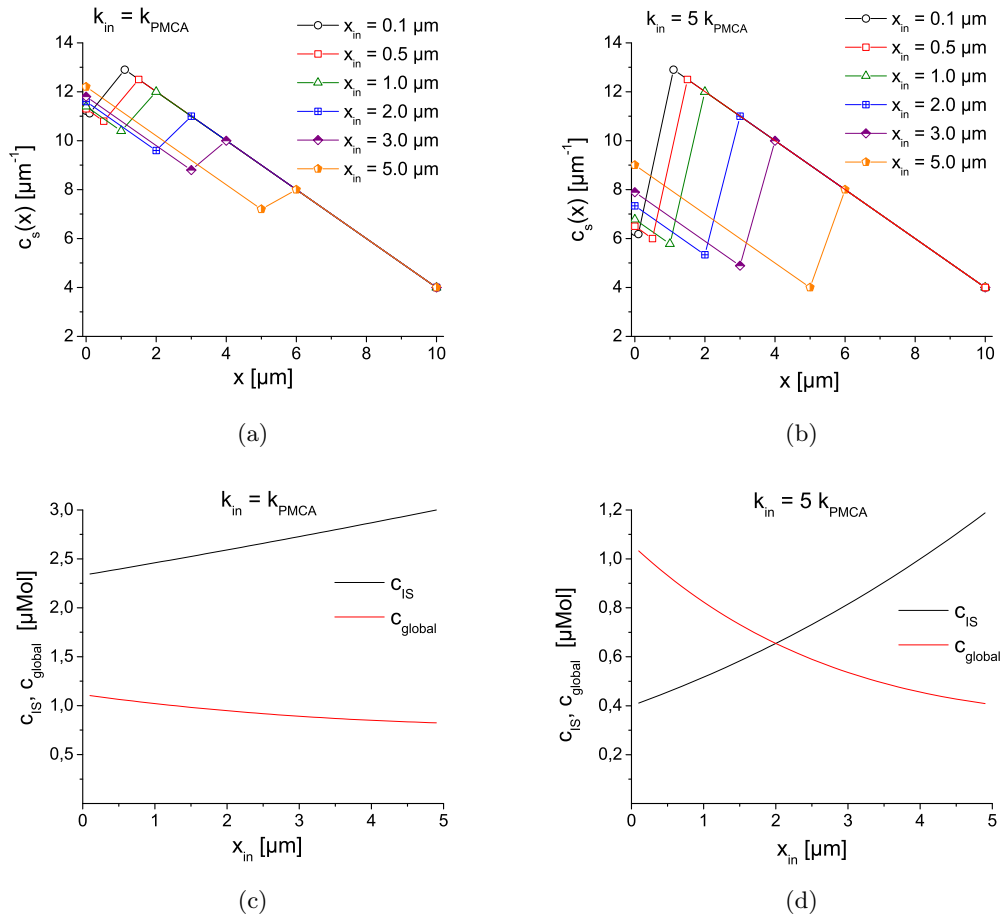 k_in = k_PMCA
x_in = 0.1 µm
x_in = 0.5 µm
x_in = 1.0 µm
x_in = 2.0 µm
x_in = 3.0 µm
x_in = 5.0 µm
14
12
10
8
6
4
2
c_s(x) [µm⁻¹]
0 2 4 6 8 10
x [µm]
(a)
k_in = 5 k_PMCA
x_in = 0.1 µm
x_in = 0.5 µm
x_in = 1.0 µm
x_in = 2.0 µm
x_in = 3.0 µm
x_in = 5.0 µm
14
12
10
8
6
4
2
c_s(x) [µm⁻¹]
0 2 4 6 8 10
x [µm]
(b)
k_in = k_PMCA
3,0
2,5
2,0
1,5
1,0
0,5
c_IS, c_global [µMol]
c_IS
c_global
0 1 2 3 4 5
x_in [µm]
(c)
k_in = 5 k_PMCA
1,2
1,0
0,8
0,6
0,4
0,2
c_IS, c_global [µMol]
c_IS
c_global
0 1 2 3 4 5
x_in [µm]
(d)